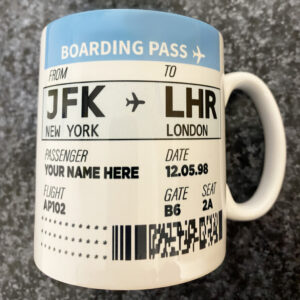 BOARDING PASS
FROM TO
JFK LHR
NEW YORK LONDON
PASSENGER DATE
YOUR NAME HERE 12.05.98
FLIGHT GATE SEAT
AP102 B6 2A